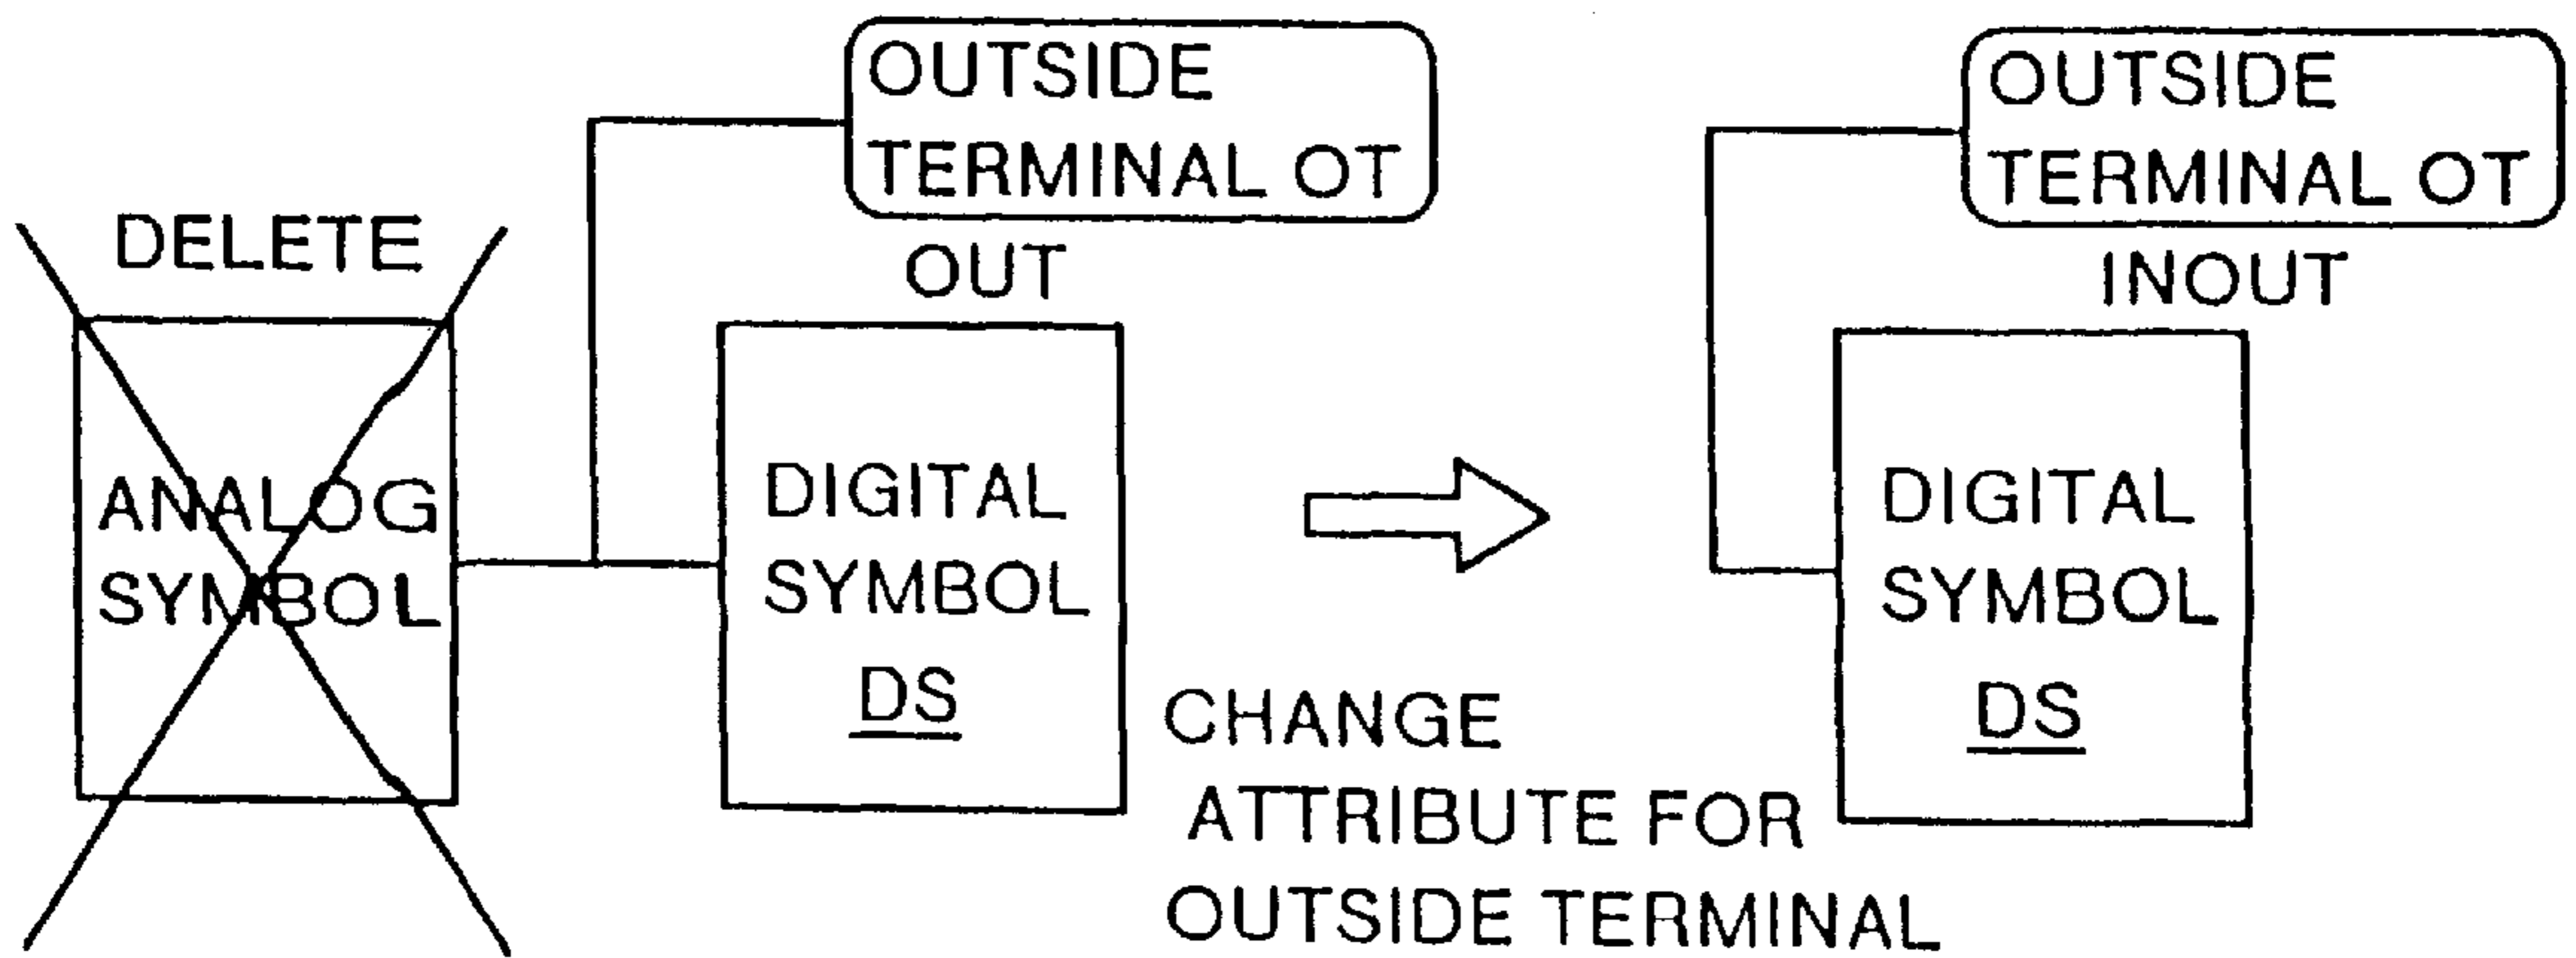 DELETE
ANALOG
SYMBOL
OUTSIDE
TERMINAL OT
OUT
DIGITAL
SYMBOL
DS
CHANGE
ATTRIBUTE FOR
OUTSIDE TERMINAL
OUTSIDE
TERMINAL OT
INOUT
DIGITAL
SYMBOL
DS